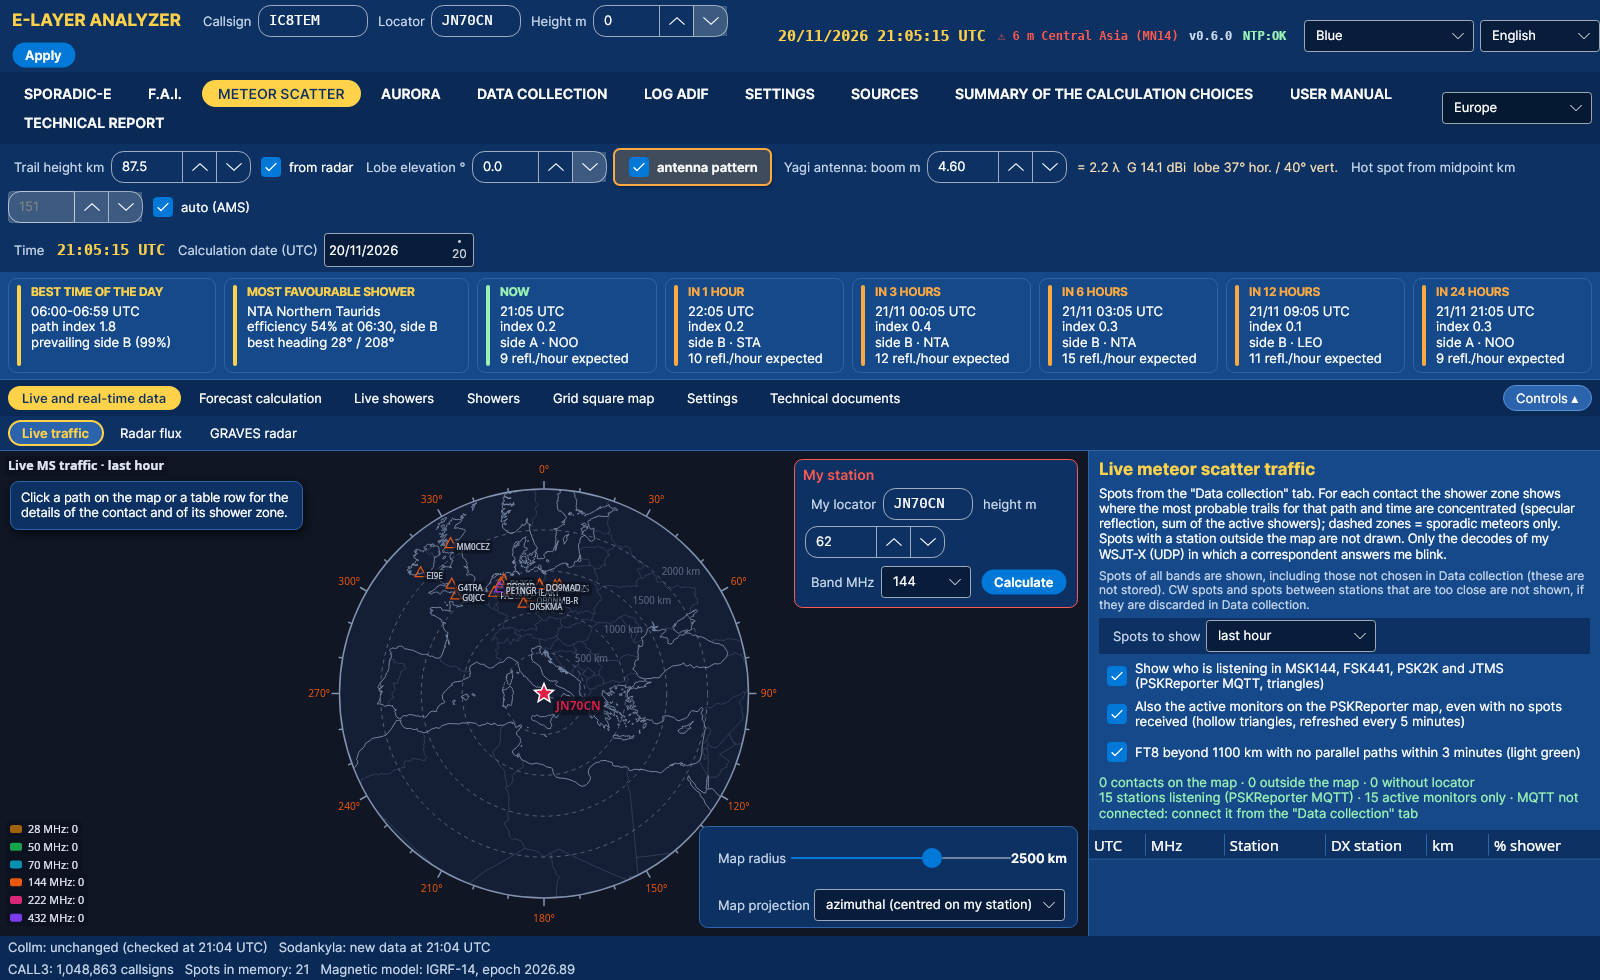 E-LAYER ANALYZER Callsign IC8TEM Locator JN70CN Height m 0
20/11/2026 21:05:15 UTC ⚠ 6 m Central Asia (MN14) v0.6.0 NTP:OK Blue English
Apply
SPORADIC-E F.A.I. METEOR SCATTER AURORA DATA COLLECTION LOG ADIF SETTINGS SOURCES SUMMARY OF THE CALCULATION CHOICES USER MANUAL
TECHNICAL REPORT
Europe
Trail height km 87.5 from radar Lobe elevation ° 0.0 antenna pattern Yagi antenna: boom m 4.60 = 2.2 λ G 14.1 dBi lobe 37° hor. / 40° vert. Hot spot from midpoint km
151 auto (AMS)
Time 21:05:15 UTC Calculation date (UTC) 20/11/2026 20
BEST TIME OF THE DAY
06:00-06:59 UTC
path index 1.8
prevailing side B (99%)
MOST FAVOURABLE SHOWER
NTA Northern Taurids
efficiency 54% at 06:30, side B
best heading 28° / 208°
NOW
21:05 UTC
index 0.2
side A · NOO
9 refl./hour expected
IN 1 HOUR
22:05 UTC
index 0.2
side B · STA
10 refl./hour expected
IN 3 HOURS
21/11 00:05 UTC
index 0.4
side B · NTA
12 refl./hour expected
IN 6 HOURS
21/11 03:05 UTC
index 0.3
side B · NTA
15 refl./hour expected
IN 12 HOURS
21/11 09:05 UTC
index 0.1
side B · LEO
11 refl./hour expected
IN 24 HOURS
21/11 21:05 UTC
index 0.3
side A · NOO
9 refl./hour expected
Live and real-time data Forecast calculation Live showers Showers Grid square map Settings Technical documents Controls ▴
Live traffic Radar flux GRAVES radar
Live MS traffic · last hour
Click a path on the map or a table row for the
details of the contact and of its shower zone.
0°
30°
60°
90°
120°
150°
180°
210°
240°
270°
300°
330°
2000 km
1500 km
1000 km
500 km
MM0CEZ
EI9E
G4TRA
G0JCC
PE1NGR
DO9MAD
DK5KMA
JN70CN
28 MHz: 0
50 MHz: 0
70 MHz: 0
144 MHz: 0
222 MHz: 0
432 MHz: 0
My station
My locator JN70CN height m
62
Band MHz 144 Calculate
Map radius 2500 km
Map projection azimuthal (centred on my station)
Live meteor scatter traffic
Spots from the "Data collection" tab. For each contact the shower zone shows
where the most probable trails for that path and time are concentrated (specular
reflection, sum of the active showers); dashed zones = sporadic meteors only.
Spots with a station outside the map are not drawn. Only the decodes of my
WSJT-X (UDP) in which a correspondent answers me blink.
Spots of all bands are shown, including those not chosen in Data collection (these are
not stored). CW spots and spots between stations that are too close are not shown, if
they are discarded in Data collection.
Spots to show last hour
Show who is listening in MSK144, FSK441, PSK2K and JTMS
(PSKReporter MQTT, triangles)
Also the active monitors on the PSKReporter map, even with no spots
received (hollow triangles, refreshed every 5 minutes)
FT8 beyond 1100 km with no parallel paths within 3 minutes (light green)
0 contacts on the map · 0 outside the map · 0 without locator
15 stations listening (PSKReporter MQTT) · 15 active monitors only · MQTT not
connected: connect it from the "Data collection" tab
UTC MHz Station DX station km % shower
Collm: unchanged (checked at 21:04 UTC) Sodankyla: new data at 21:04 UTC
CALL3: 1,048,863 callsigns Spots in memory: 21 Magnetic model: IGRF-14, epoch 2026.89